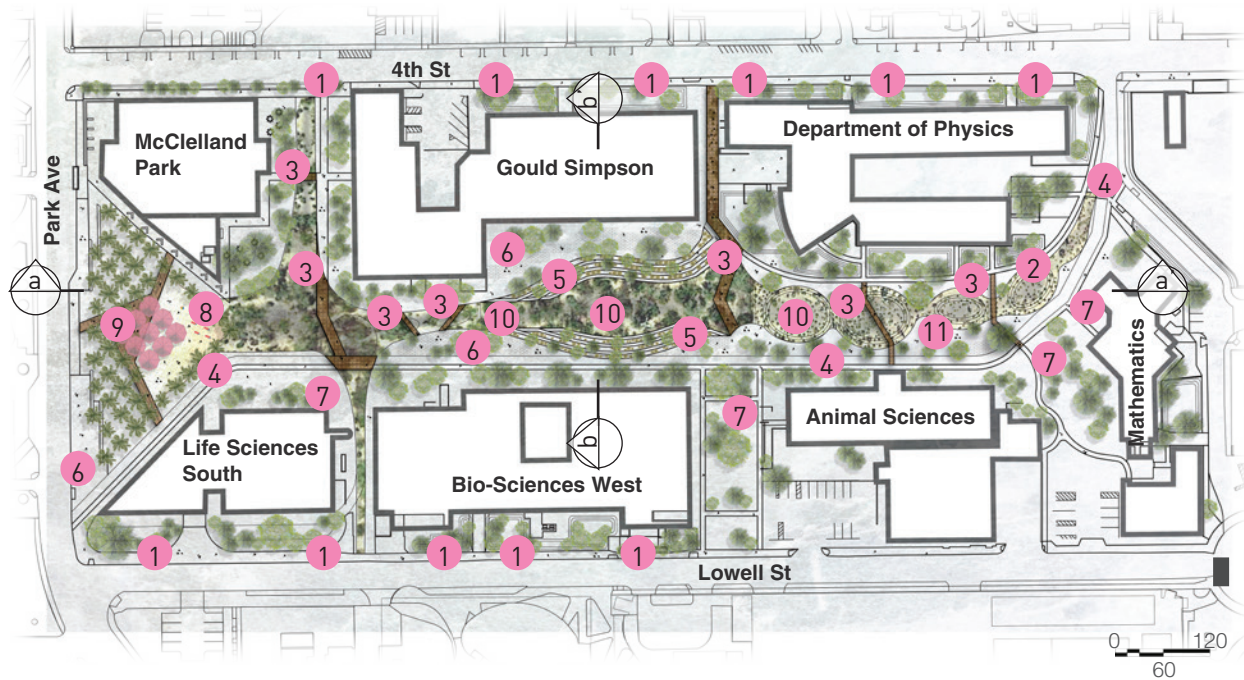 4th St
1
1
1
1
1
1
b
McClelland
Park
Gould Simpson
Department of Physics
3
4
Park Ave
6
5
3
3
2
3
3
3
3
a
a
9
8
10
10
10
11
5
6
7
4
4
7
7
7
Life Sciences
South
Bio-Sciences West
b
Animal Sciences
Mathematics
6
1
1
1
1
1
Lowell St
0
120
60